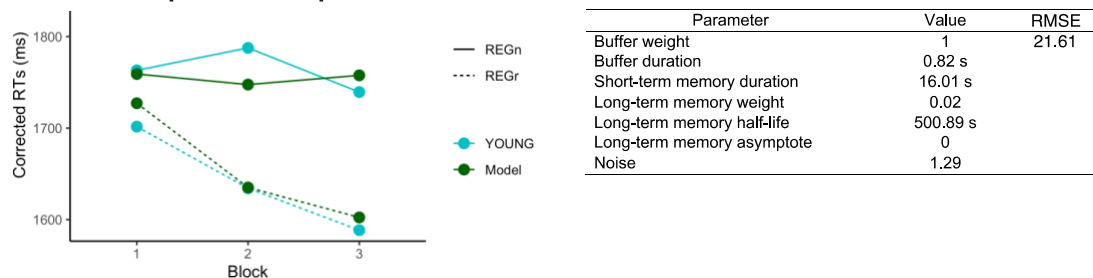 1800
1700
1600
Corrected RTs (ms)
1
2
3
Block
REGn
REGr
YOUNG
Model
Parameter Value RMSE
Buffer weight 1 21.61
Buffer duration 0.82 s
Short-term memory duration 16.01 s
Long-term memory weight 0.02
Long-term memory half-life 500.89 s
Long-term memory asymptote 0
Noise 1.29